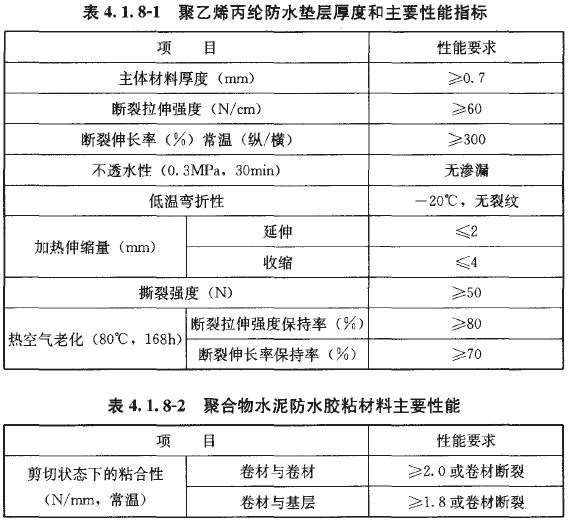 表 4.1.8-1 聚乙烯丙纶防水垫层厚度和主要性能指标
项 目 性能要求
主体材料厚度（mm） ≥0.7
断裂拉伸强度（N/cm） ≥60
断裂伸长率（%）常温（纵/横） ≥300
不透水性（0.3MPa，30min） 无渗漏
低温弯折性 －20℃，无裂纹
加热伸缩量（mm） 延伸 ≤2
收缩 ≤4
撕裂强度（N） ≥50
热空气老化（80℃，168h） 断裂拉伸强度保持率（%） ≥80
断裂伸长率保持率（%） ≥70
表 4.1.8-2 聚合物水泥防水胶粘材料主要性能
项 目 性能要求
剪切状态下的粘合性 卷材与卷材 ≥2.0或卷材断裂
（N/mm，常温） 卷材与基层 ≥1.8或卷材断裂